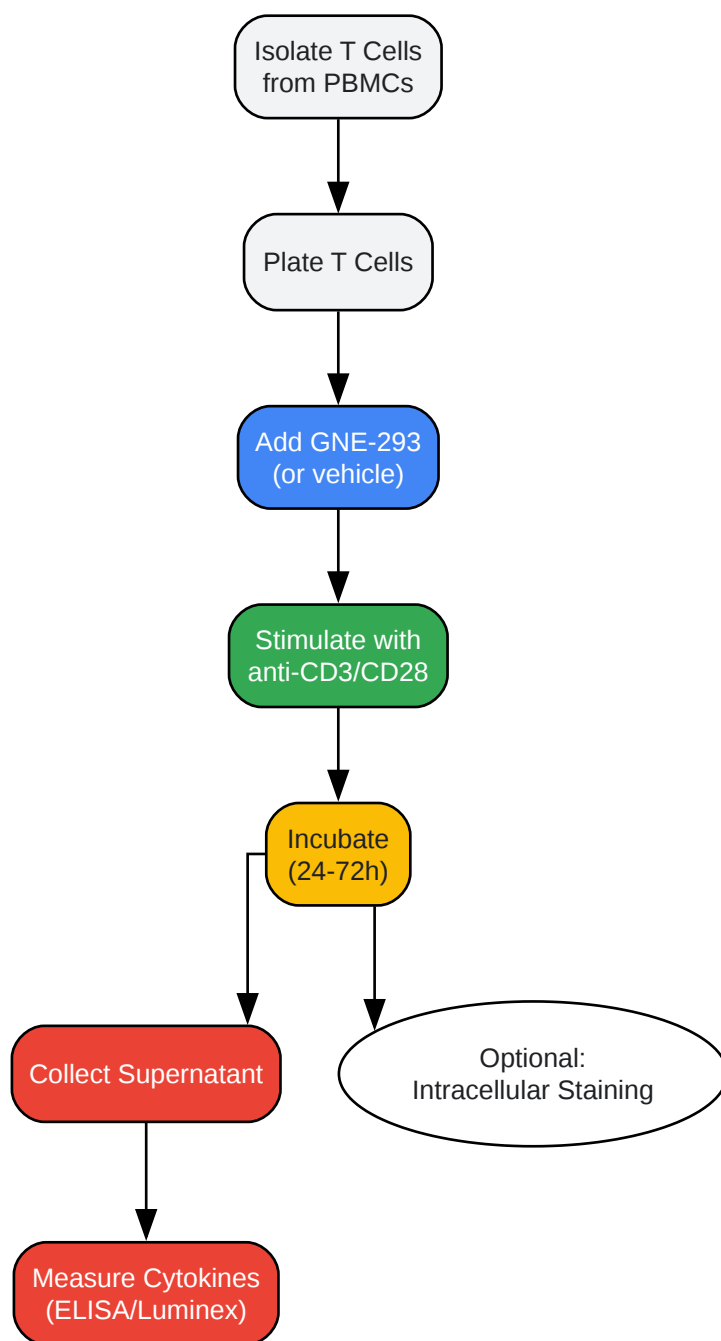 Isolate T Cells
from PBMCs
Plate T Cells
Add GNE-293
(or vehicle)
Stimulate with
anti-CD3/CD28
Incubate
(24-72h)
Collect Supernatant
Optional:
Intracellular Staining
Measure Cytokines
(ELISA/Luminex)